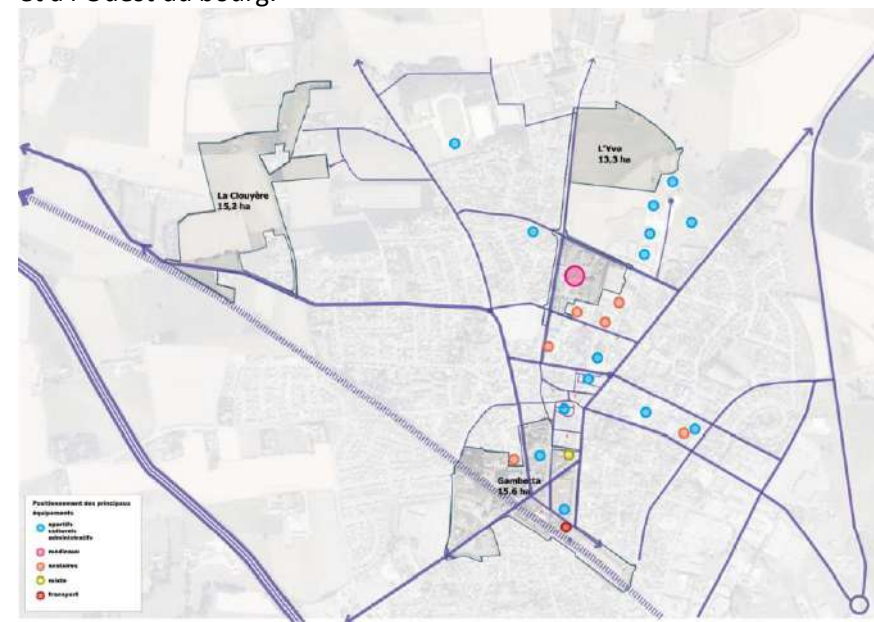 et à l'Ouest du bourg.
L'Yvo
13,3 ha
La Clouyère
15,2 ha
Gambetta
15,6 ha
Positionnement des principaux
équipements
sportifs
culturels
administratifs
médicaux
scolaires
mixte
transport